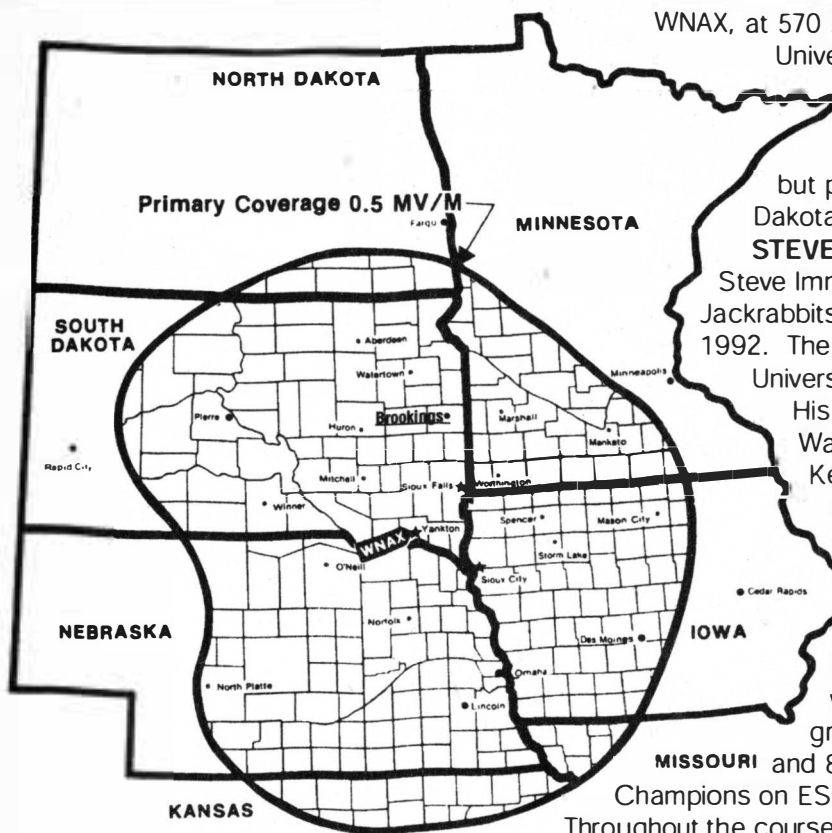 WNAX, at 570
Unive
NORTH DAKOTA
Primary Coverage 0.5 MV/M
Fargo
MINNESOTA
but p
Dakota
STEVE
Steve Imm
Jackrabbits
1992. The
Univers
His
Wa
Ke
SOUTH
DAKOTA
Aberdeen
Watertown
Minneapolis
Pierre
Huron
Brookings
Marshall
Mankato
Rapid City
Mitchell
Sioux Falls
Worthington
Winner
Spencer
Mason City
WNAX
Yankton
Storm Lake
O'Neill
Sioux City
Cedar Rapids
NEBRASKA
Norfolk
Des Moines
IOWA
North Platte
Omaha
Lincoln
gr
MISSOURI and 8
Champions on ES
KANSAS
Throughout the course